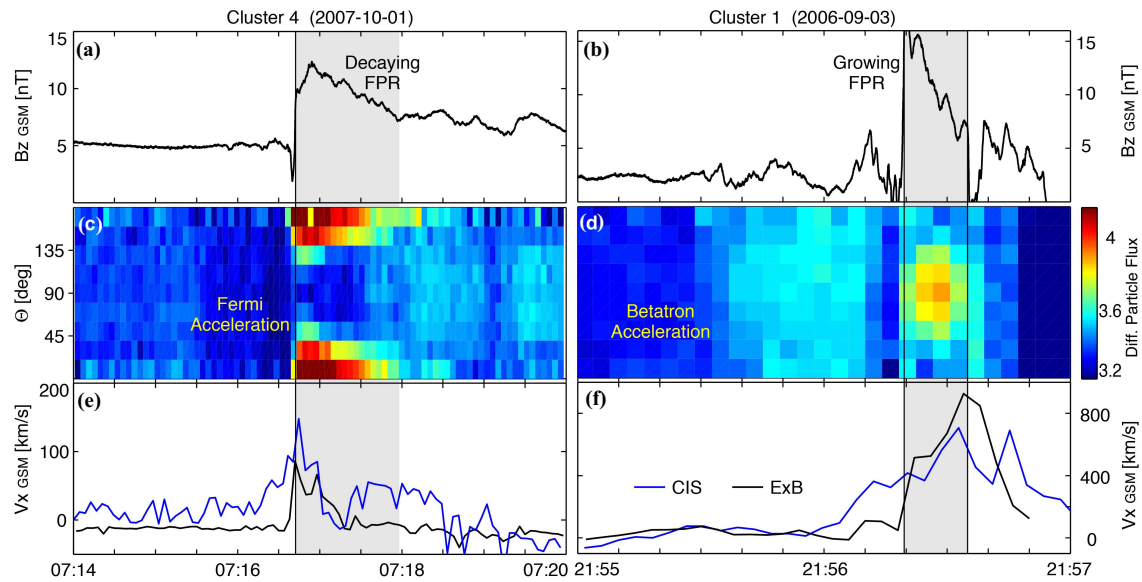 Cluster 4 (2007-10-01)
Cluster 1 (2006-09-03)
(a)
Decaying
FPR
15
10
5
Bz GSM [nT]
(b)
Growing
FPR
15
10
5
Bz GSM [nT]
(c)
Fermi
Acceleration
135
90
45
Θ [deg]
(d)
Betatron
Acceleration
4
3.6
3.2
Diff. Particle Flux
(e)
200
100
0
Vx GSM [km/s]
07:14
07:16
07:18
07:20
(f)
CIS
ExB
800
400
0
Vx GSM [km/s]
21:55
21:56
21:57